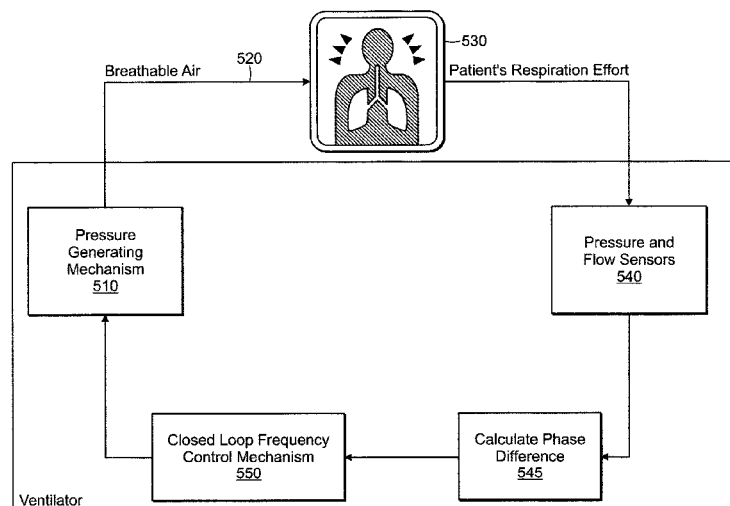 520
530
Breathable Air
Patient's Respiration Effort
Pressure
Generating
Mechanism
510
Pressure and
Flow Sensors
540
Closed Loop Frequency
Control Mechanism
550
Calculate Phase
Difference
545
Ventilator